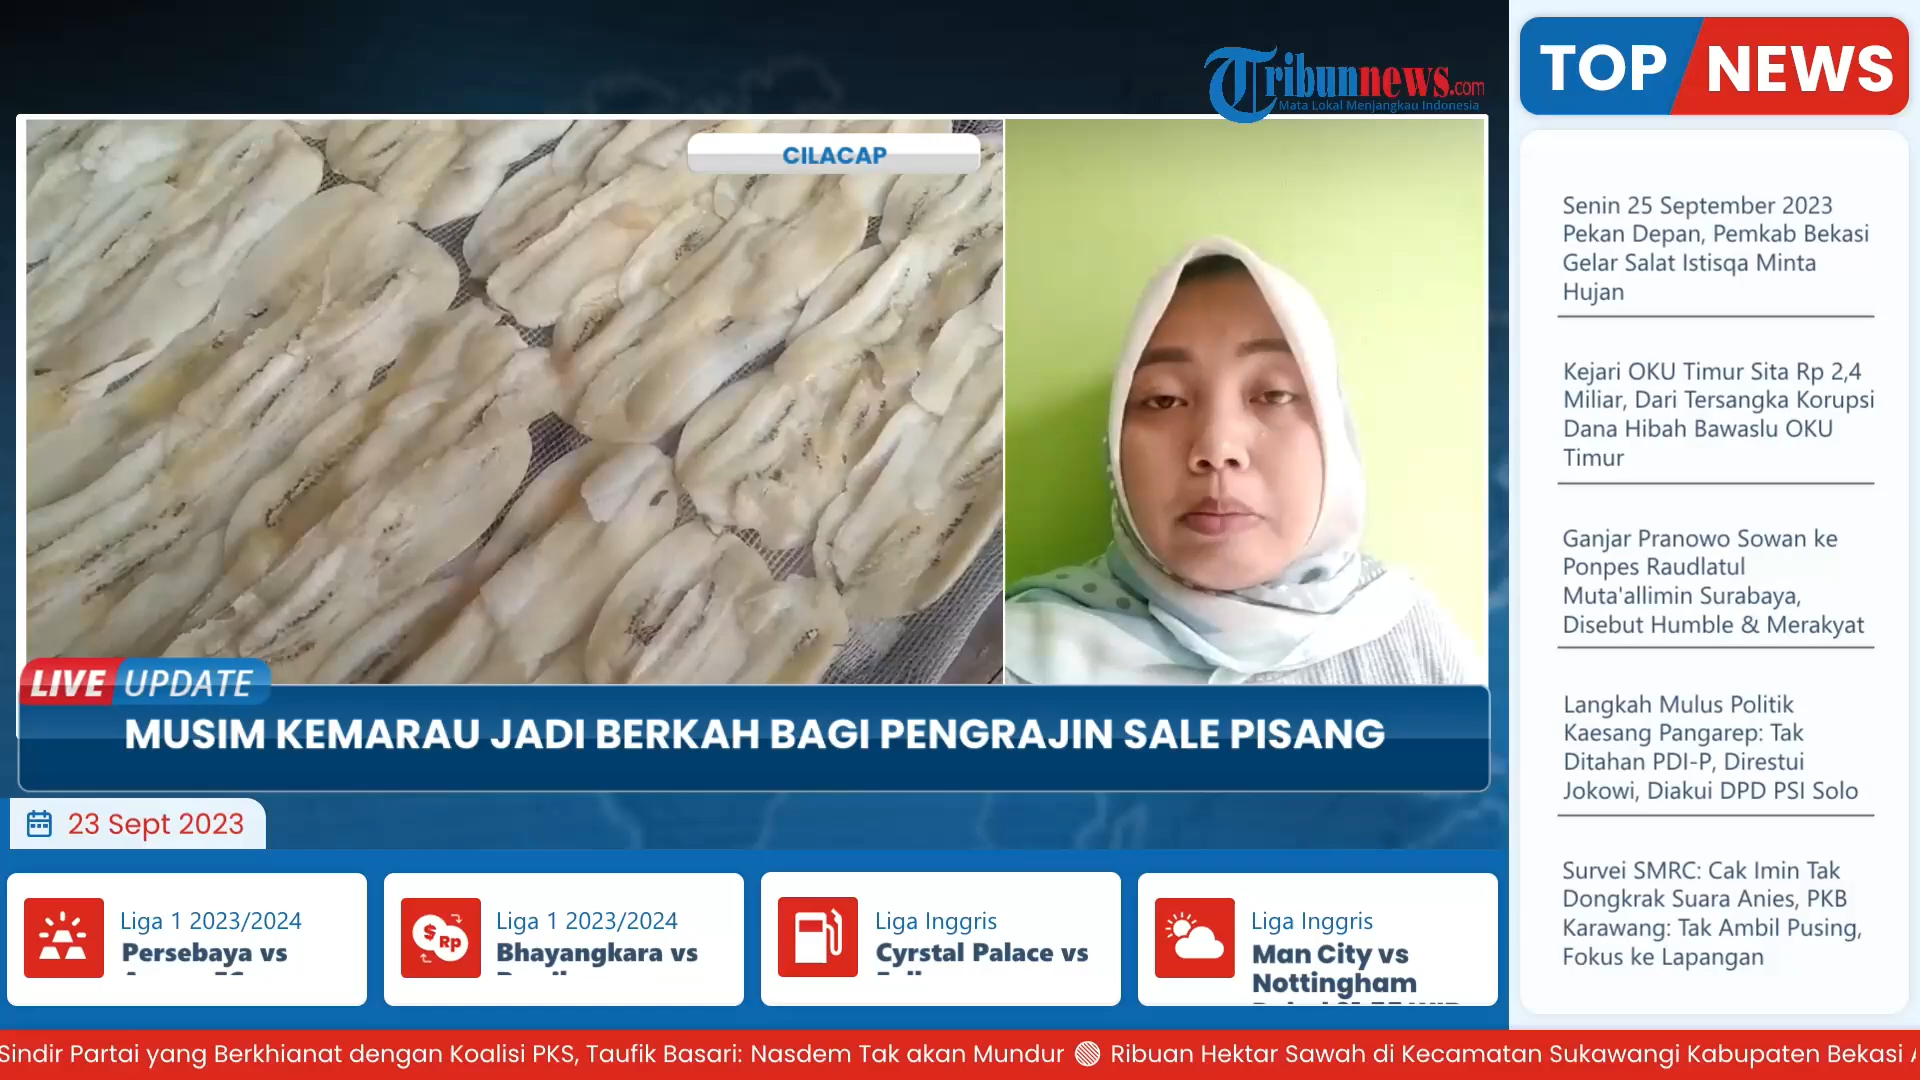 Tribunnews.com
Mata Lokal Menjangkau Indonesia
TOP NEWS
CILACAP
LIVE UPDATE
MUSIM KEMARAU JADI BERKAH BAGI PENGRAJIN SALE PISANG
23 Sept 2023
Senin 25 September 2023
Pekan Depan, Pemkab Bekasi
Gelar Salat Istisqa Minta
Hujan
Kejari OKU Timur Sita Rp 2,4
Miliar, Dari Tersangka Korupsi
Dana Hibah Bawaslu OKU
Timur
Ganjar Pranowo Sowan ke
Ponpes Raudlatul
Muta'allimin Surabaya,
Disebut Humble & Merakyat
Langkah Mulus Politik
Kaesang Pangarep: Tak
Ditahan PDI-P, Direstui
Jokowi, Diakui DPD PSI Solo
Survei SMRC: Cak Imin Tak
Dongkrak Suara Anies, PKB
Karawang: Tak Ambil Pusing,
Fokus ke Lapangan
Liga 1 2023/2024
Persebaya vs
$ Rp
Liga 1 2023/2024
Bhayangkara vs
Liga Inggris
Cyrstal Palace vs
Liga Inggris
Man City vs
Nottingham
Sindir Partai yang Berkhianat dengan Koalisi PKS, Taufik Basari: Nasdem Tak akan Mundur Ribuan Hektar Sawah di Kecamatan Sukawangi Kabupaten Bekasi